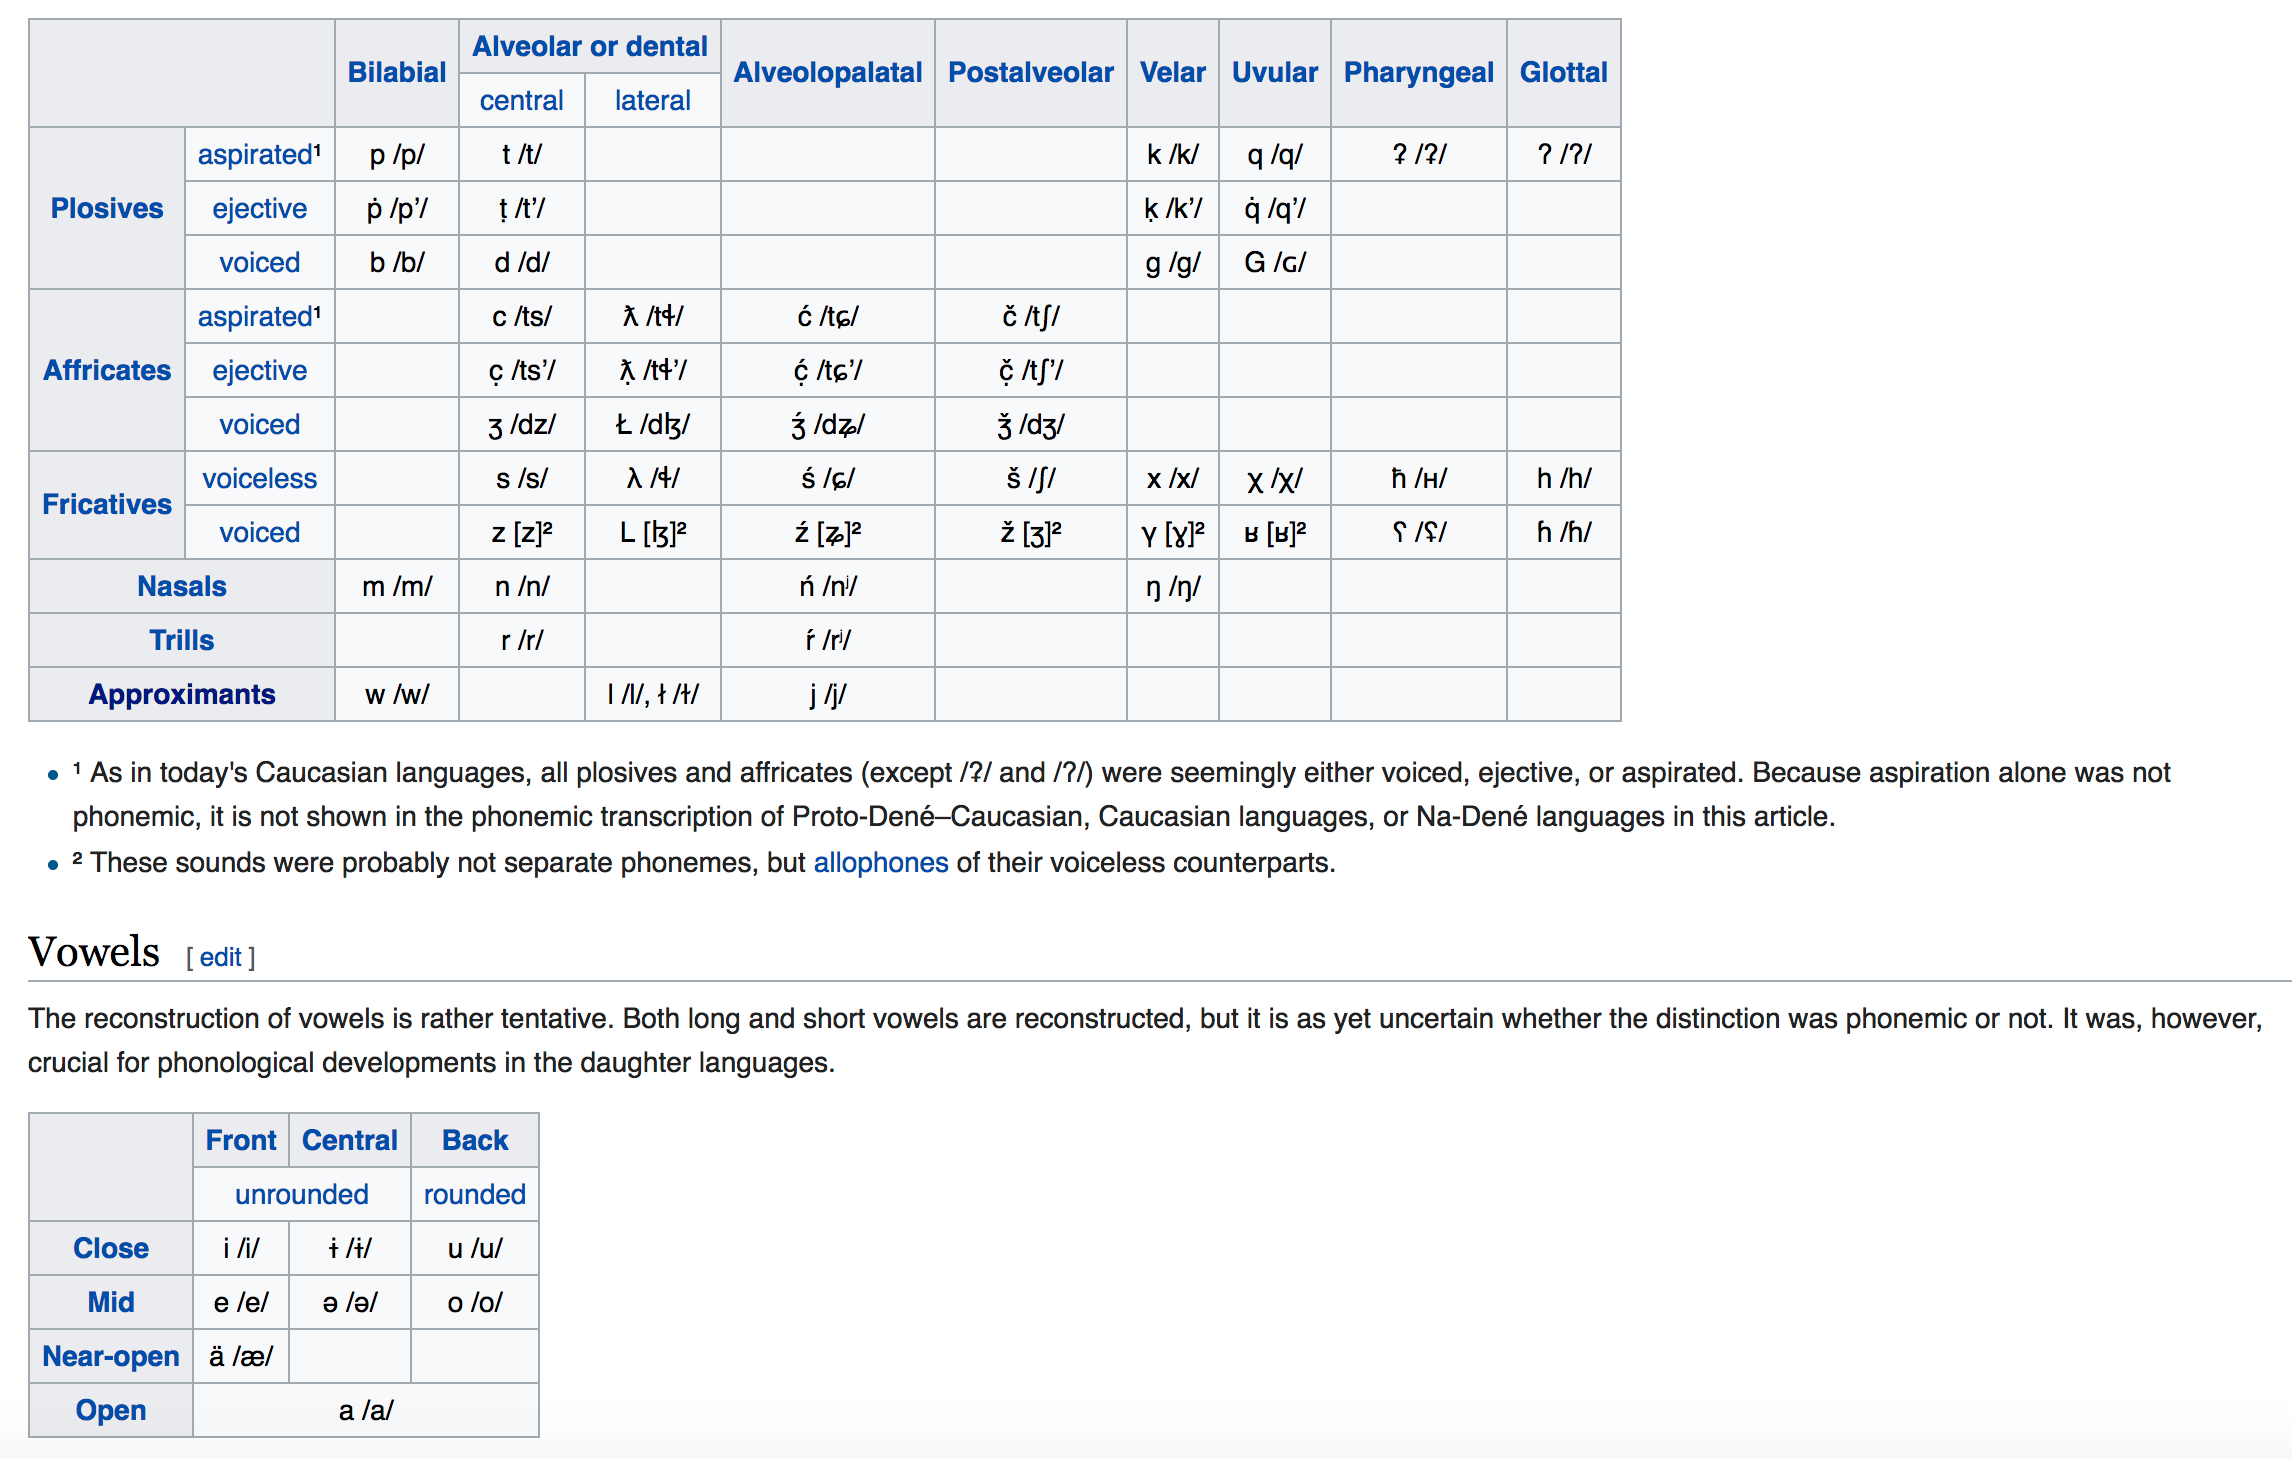 Bilabial Alveolar or dental Alveolopalatal Postalveolar Velar Uvular Pharyngeal Glottal
central lateral
Plosives aspirated¹ p /p/ t /t/ k /k/ q /q/ ʡ /ʡ/ ʔ /ʔ/
ejective ṗ /pʼ/ ṭ /tʼ/ ḳ /kʼ/ q̇ /qʼ/
voiced b /b/ d /d/ g /g/ G /ɢ/
Affricates aspirated¹ c /ts/ ƛ /tɬ/ ć /tɕ/ č /tʃ/
ejective c̣ /tsʼ/ ƛ̣ /tɬʼ/ ć̣ /tɕʼ/ č̣ /tʃʼ/
voiced ʒ /dz/ Ł /dɮ/ ʒ́ /dʑ/ ǯ /dʒ/
Fricatives voiceless s /s/ λ /ɬ/ ś /ɕ/ š /ʃ/ x /x/ χ /χ/ ħ /ʜ/ h /h/
voiced z [z]² L [ɮ]² ź [ʑ]² ž [ʒ]² γ [ɣ]² ʁ [ʁ]² ʕ /ʢ/ ɦ /ɦ/
Nasals m /m/ n /n/ ń /nʲ/ ŋ /ŋ/
Trills r /r/ ŕ /rʲ/
Approximants w /w/ l /l/, ł /ɫ/ j /j/
• ¹ As in today's Caucasian languages, all plosives and affricates (except /ʡ/ and /ʔ/) were seemingly either voiced, ejective, or aspirated. Because aspiration alone was not
phonemic, it is not shown in the phonemic transcription of Proto-Dené–Caucasian, Caucasian languages, or Na-Dené languages in this article.
• ² These sounds were probably not separate phonemes, but allophones of their voiceless counterparts.
Vowels [ edit ]
The reconstruction of vowels is rather tentative. Both long and short vowels are reconstructed, but it is as yet uncertain whether the distinction was phonemic or not. It was, however,
crucial for phonological developments in the daughter languages.
Front Central Back
unrounded rounded
Close i /i/ ɨ /ɨ/ u /u/
Mid e /e/ ə /ə/ o /o/
Near-open ä /æ/
Open a /a/